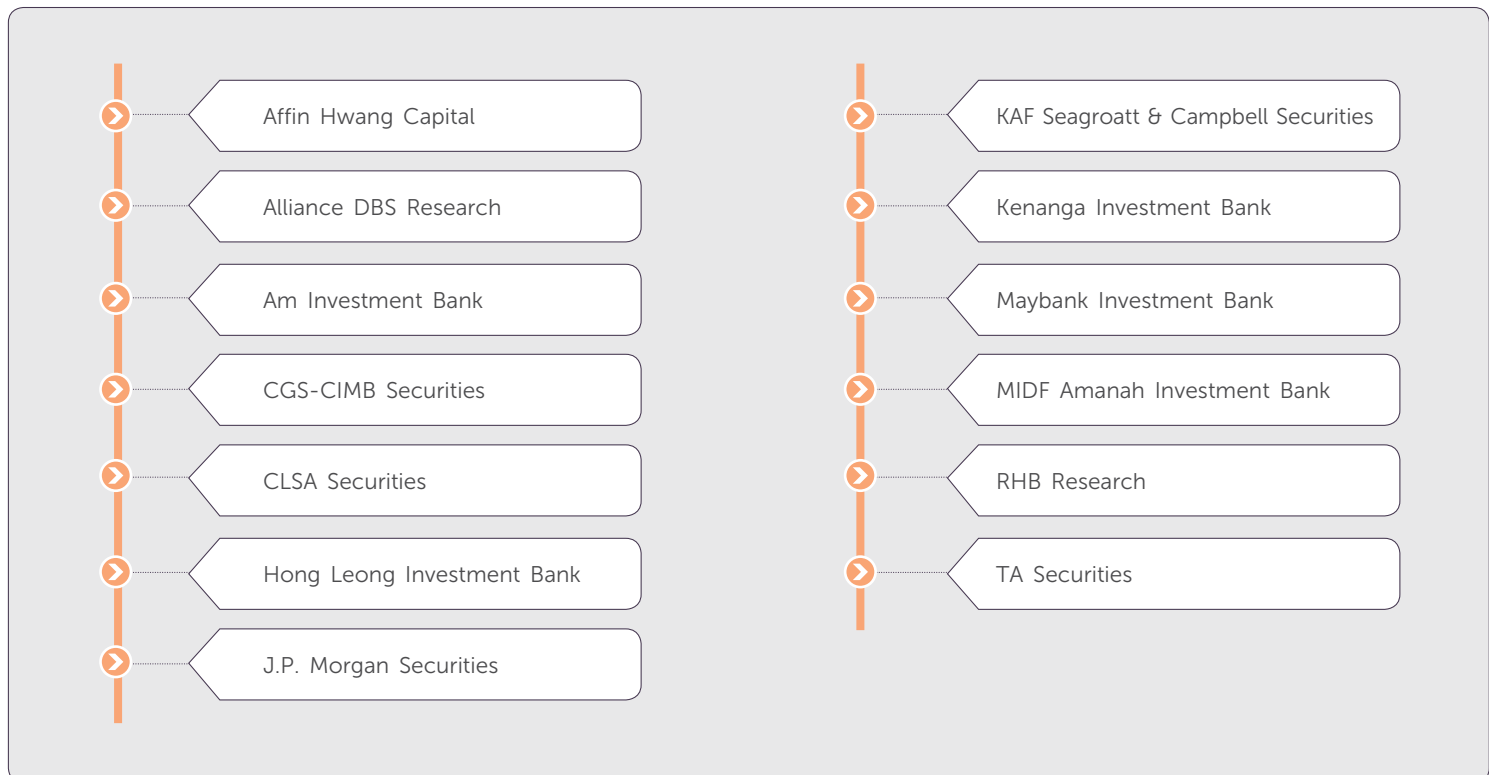 Affin Hwang Capital
Alliance DBS Research
Am Investment Bank
CGS-CIMB Securities
CLSA Securities
Hong Leong Investment Bank
J.P. Morgan Securities
KAF Seagroatt & Campbell Securities
Kenanga Investment Bank
Maybank Investment Bank
MIDF Amanah Investment Bank
RHB Research
TA Securities